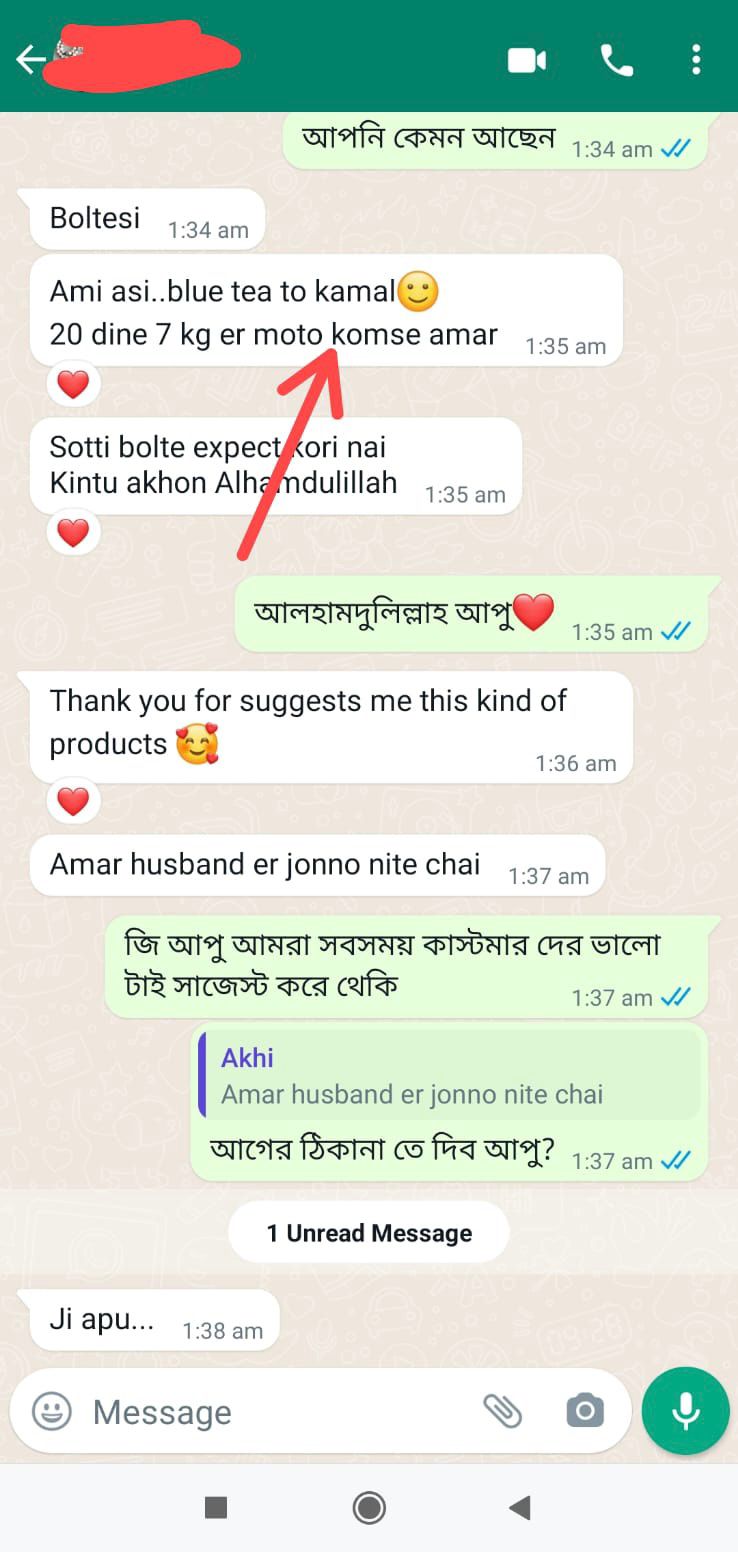 আপনি কেমন আছেন 1:34 am
Boltesi 1:34 am
Ami asi..blue tea to kamal🙂
20 dine 7 kg er moto komse amar 1:35 am
Sotti bolte expect kori nai
Kintu akhon Alhamdulillah 1:35 am
আলহামদুলিল্লাহ আপু❤️ 1:35 am
Thank you for suggests me this kind of
products 🥰 1:36 am
Amar husband er jonno nite chai 1:37 am
জি আপু আমরা সবসময় কাস্টমার দের ভালো
টাই সাজেস্ট করে থেকি 1:37 am
Akhi
Amar husband er jonno nite chai
আগের ঠিকানা তে দিব আপু? 1:37 am
1 Unread Message
Ji apu... 1:38 am
Message